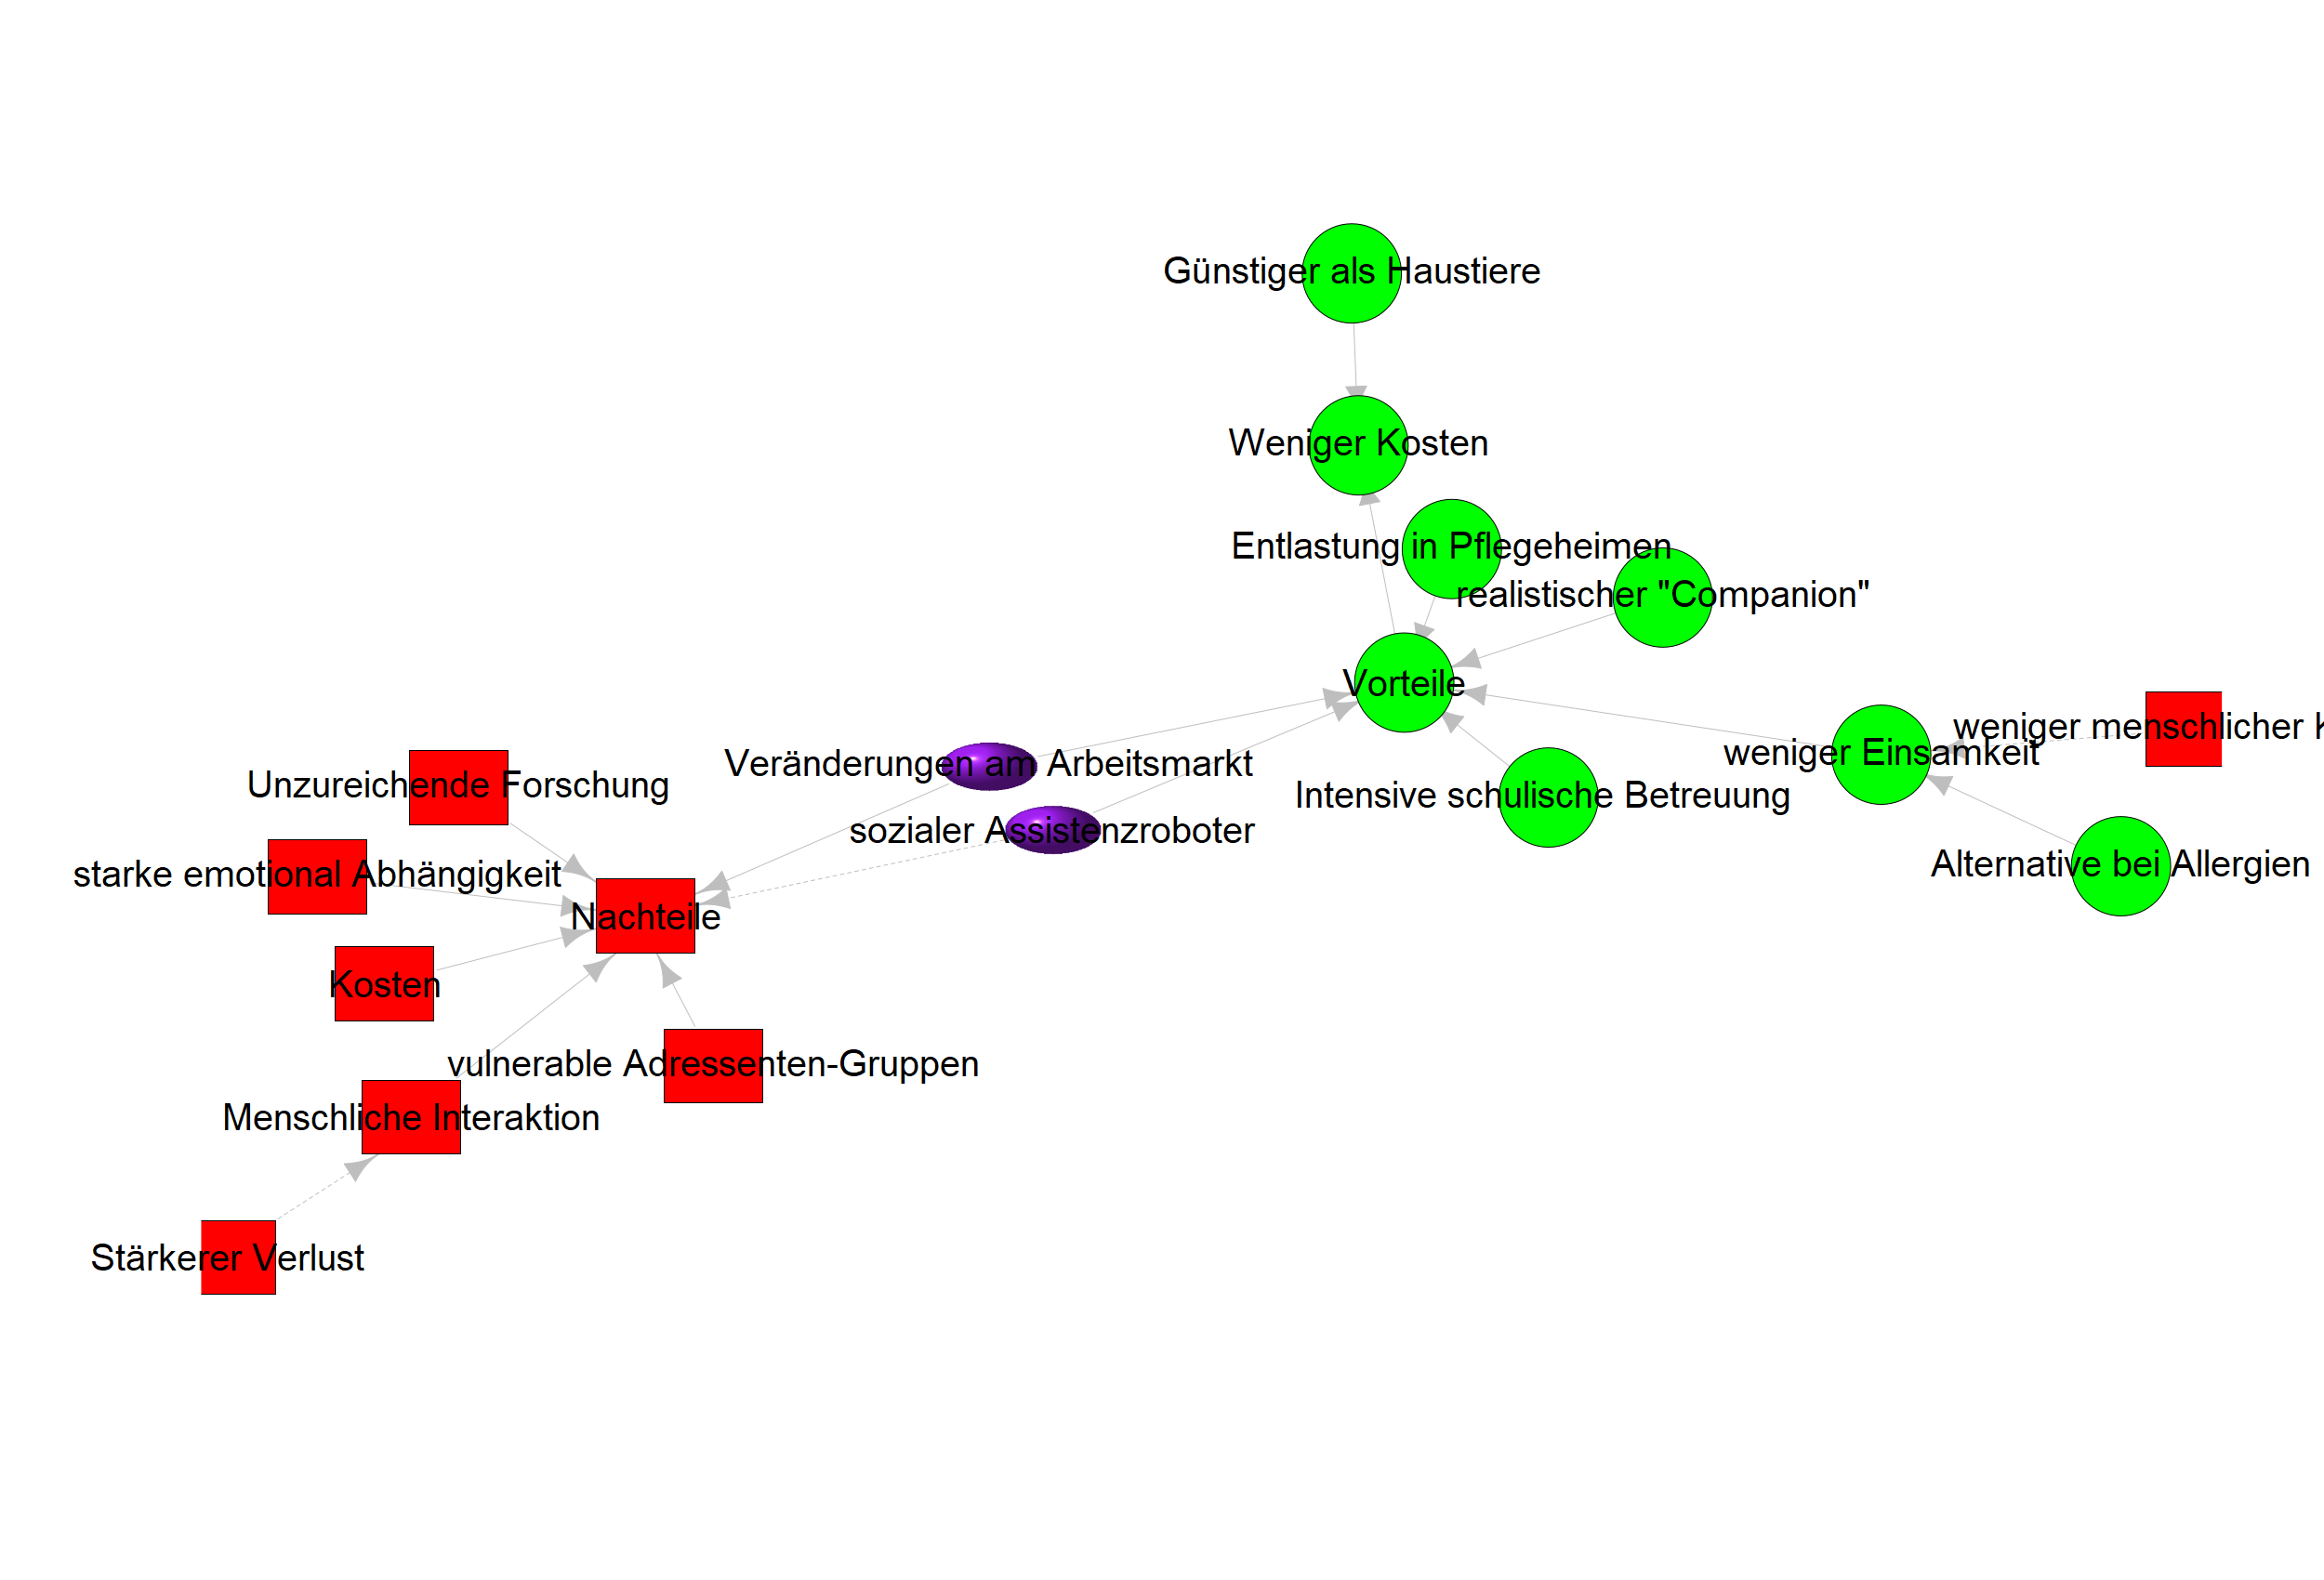 Günstiger als Haustiere
Weniger Kosten
Entlastung in Pflegeheimen
realistischer "Companion"
Vorteile
weniger menschlicher
weniger Einsamkeit
Veränderungen am Arbeitsmarkt
Unzureichende Forschung
Intensive schulische Betreuung
sozialer Assistenzroboter
Alternative bei Allergien
starke emotional Abhängigkeit
Nachteile
Kosten
vulnerable Adressenten-Gruppen
Menschliche Interaktion
Stärkerer Verlust